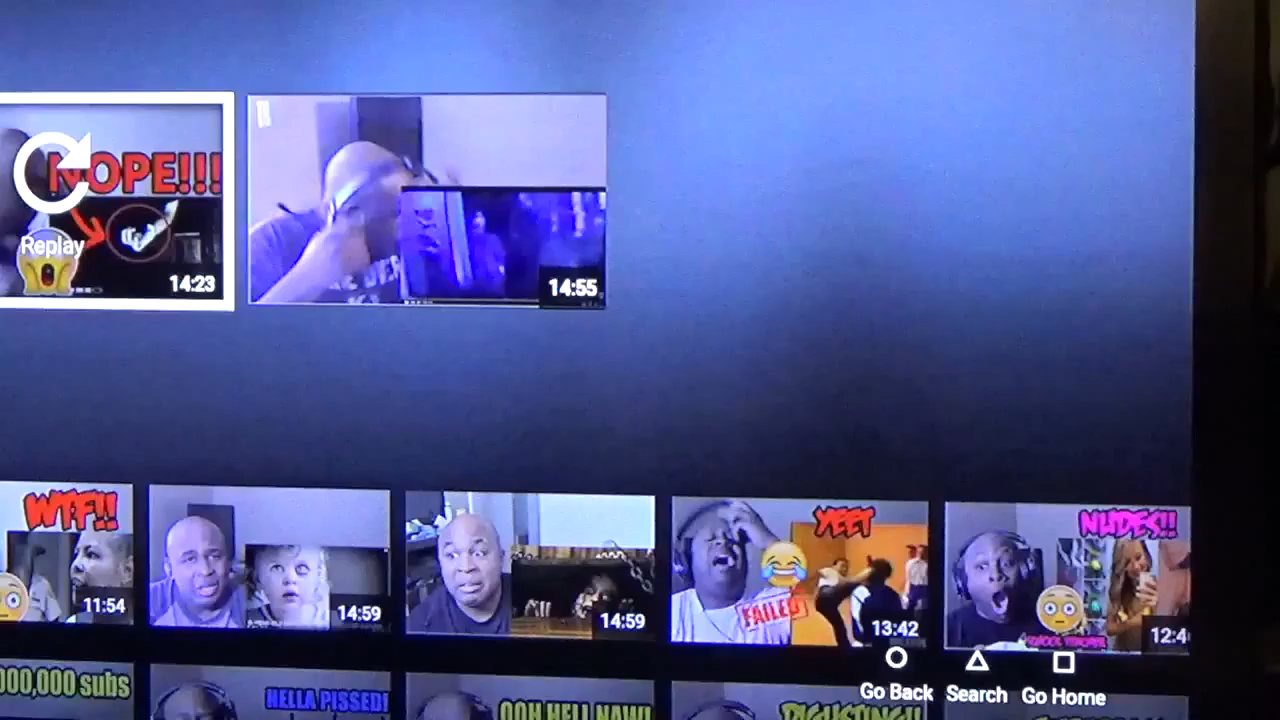 NOPE!!!
Replay
14:23
14:55
WTF!!
11:54
14:59
14:59
YEET
FAILED
13:42
NUDES!!
Go Back
Search
Go Home
000,000 subs
HELLA PISSED!
OOH HELL NAW!
DISGUSTING!!